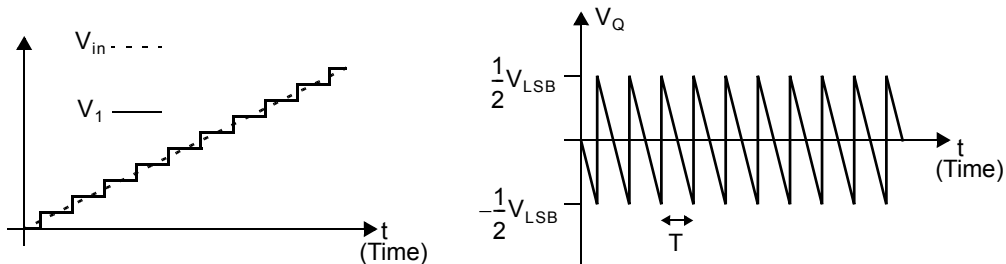 V_in
V_1
t
(Time)
V_Q
1/2 V_LSB
-1/2 V_LSB
T
t
(Time)